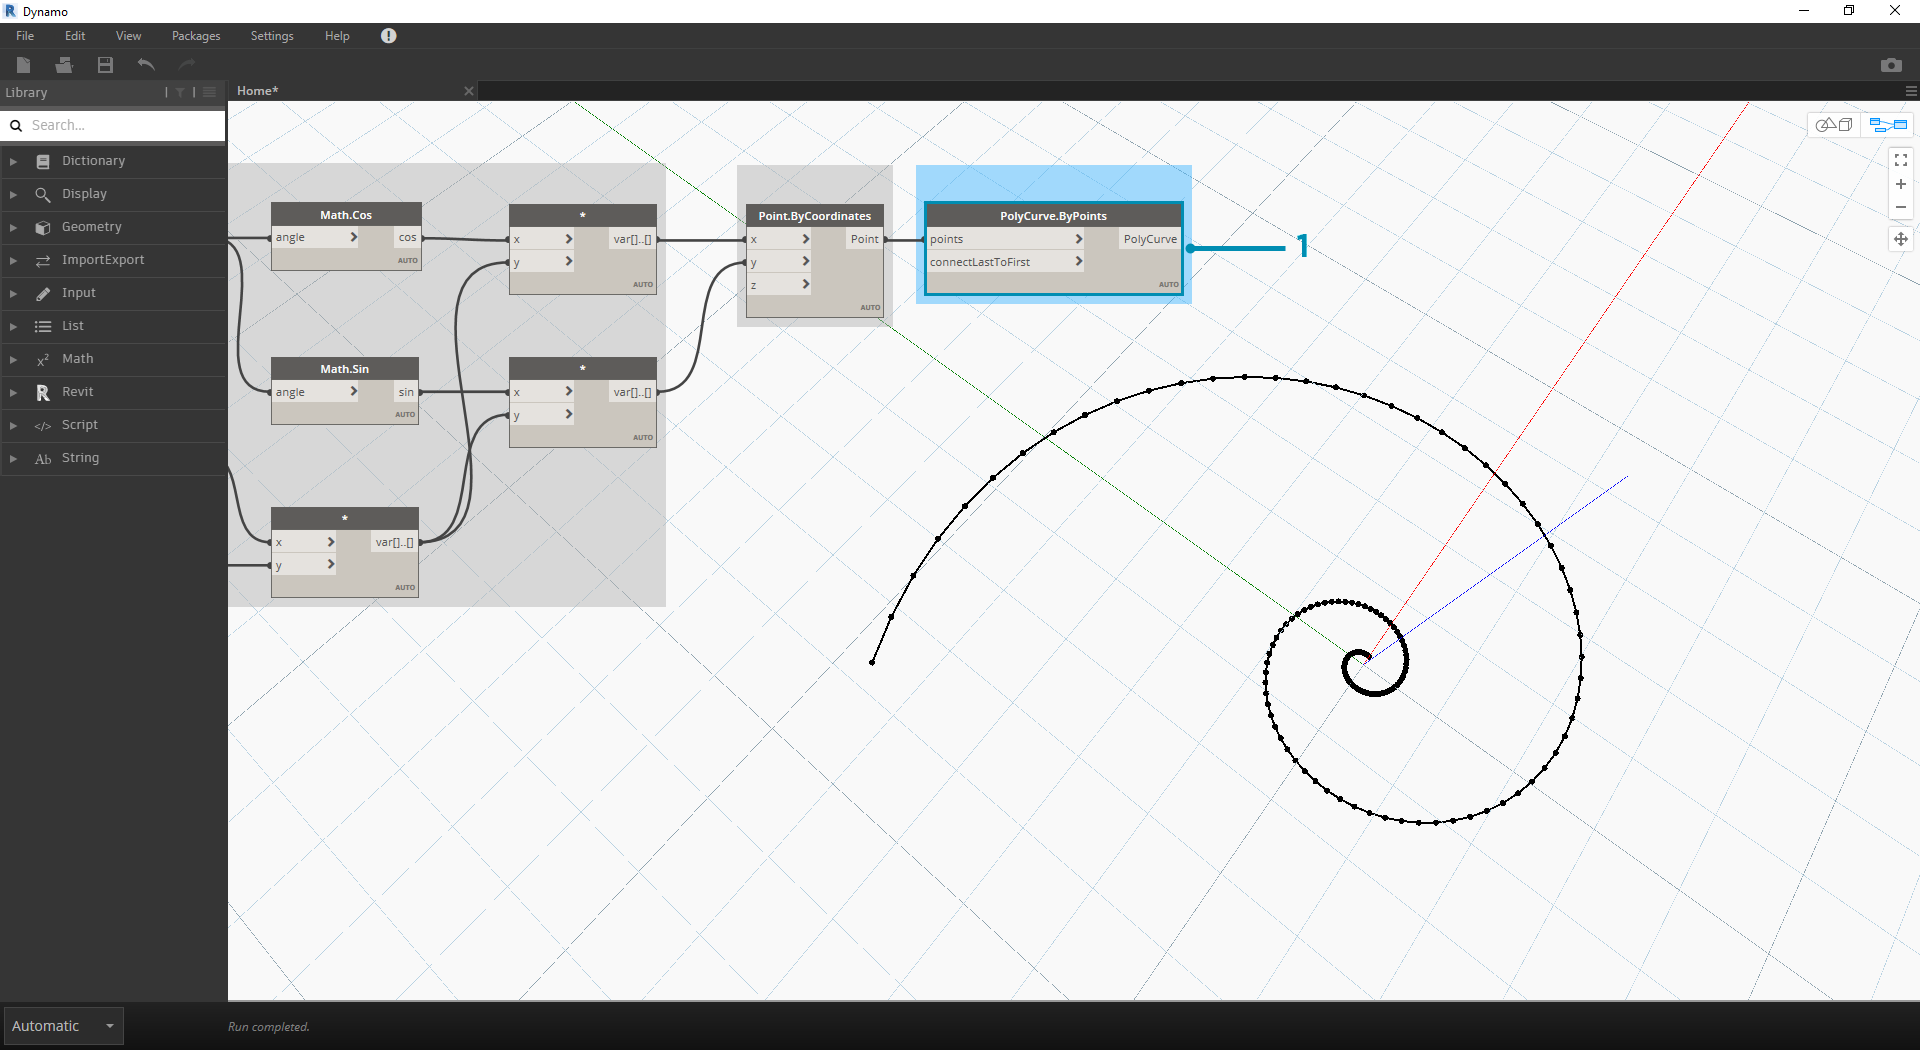 Dynamo
File Edit View Packages Settings Help
Library
Home*
Search...
Dictionary
Display
Geometry
ImportExport
Input
List
Math
Revit
Script
String
Math.Cos
angle > cos
AUTO
*
x > var[]..[]
y >
AUTO
Point.ByCoordinates
x > Point
y >
z >
AUTO
PolyCurve.ByPoints
points > PolyCurve
connectLastToFirst >
AUTO
1
Math.Sin
angle > sin
AUTO
*
x > var[]..[]
y >
AUTO
*
x > var[]..[]
y >
AUTO
Automatic
Run completed.